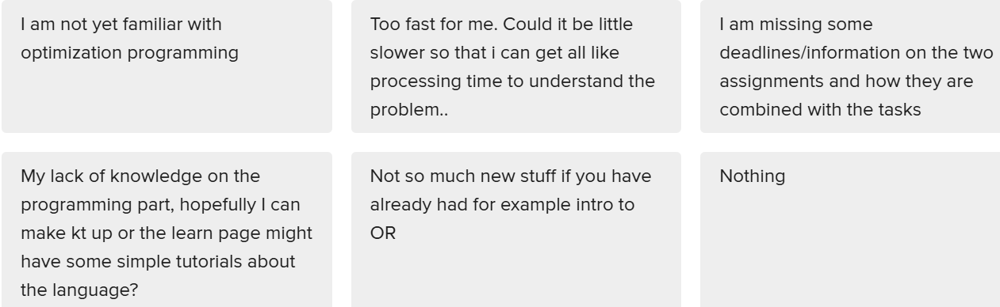 I am not yet familiar with
optimization programming
Too fast for me. Could it be little
slower so that i can get all like
processing time to understand the
problem..
I am missing some
deadlines/information on the two
assignments and how they are
combined with the tasks
My lack of knowledge on the
programming part, hopefully I can
make kt up or the learn page might
have some simple tutorials about
the language?
Not so much new stuff if you have
already had for example intro to
OR
Nothing